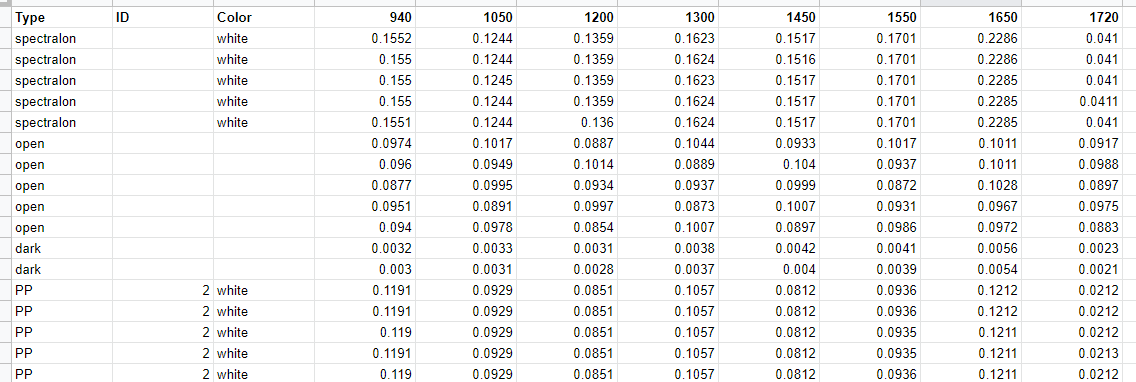 Type ID Color 940 1050 1200 1300 1450 1550 1650 1720
spectralon white 0.1552 0.1244 0.1359 0.1623 0.1517 0.1701 0.2286 0.041
spectralon white 0.155 0.1244 0.1359 0.1624 0.1516 0.1701 0.2286 0.041
spectralon white 0.155 0.1245 0.1359 0.1623 0.1517 0.1701 0.2285 0.041
spectralon white 0.155 0.1244 0.1359 0.1624 0.1517 0.1701 0.2285 0.0411
spectralon white 0.1551 0.1244 0.136 0.1624 0.1517 0.1701 0.2285 0.041
open 0.0974 0.1017 0.0887 0.1044 0.0933 0.1017 0.1011 0.0917
open 0.096 0.0949 0.1014 0.0889 0.104 0.0937 0.1011 0.0988
open 0.0877 0.0995 0.0934 0.0937 0.0999 0.0872 0.1028 0.0897
open 0.0951 0.0891 0.0997 0.0873 0.1007 0.0931 0.0967 0.0975
open 0.094 0.0978 0.0854 0.1007 0.0897 0.0986 0.0972 0.0883
dark 0.0032 0.0033 0.0031 0.0038 0.0042 0.0041 0.0056 0.0023
dark 0.003 0.0031 0.0028 0.0037 0.004 0.0039 0.0054 0.0021
PP 2 white 0.1191 0.0929 0.0851 0.1057 0.0812 0.0936 0.1212 0.0212
PP 2 white 0.1191 0.0929 0.0851 0.1057 0.0812 0.0936 0.1212 0.0212
PP 2 white 0.119 0.0929 0.0851 0.1057 0.0812 0.0935 0.1211 0.0212
PP 2 white 0.1191 0.0929 0.0851 0.1057 0.0812 0.0935 0.1211 0.0213
PP 2 white 0.119 0.0929 0.0851 0.1057 0.0812 0.0936 0.1211 0.0212